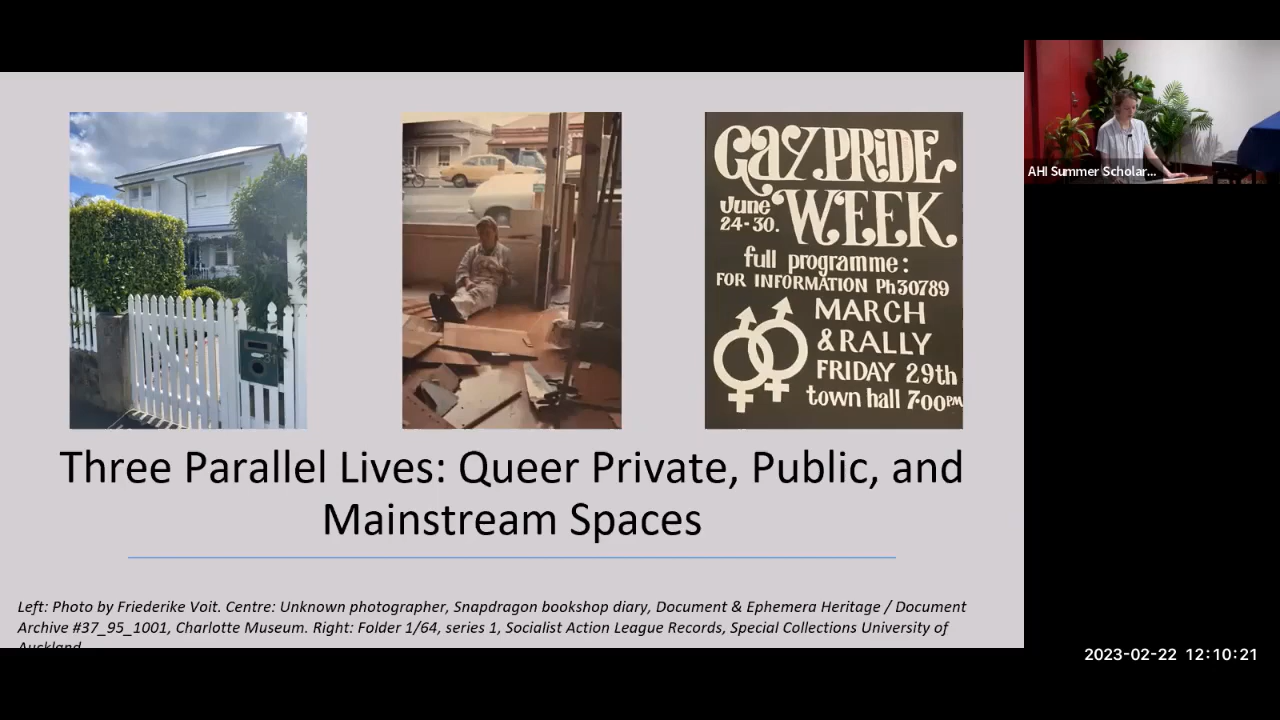 GAY PRIDE
WEEK
June
24-30.
full programme:
FOR INFORMATION Ph30789
MARCH
& RALLY
FRIDAY 29th
town hall 7·00PM
Three Parallel Lives: Queer Private, Public, and
Mainstream Spaces
Left: Photo by Friederike Voit. Centre: Unknown photographer, Snapdragon bookshop diary, Document & Ephemera Heritage / Document
Archive #37_95_1001, Charlotte Museum. Right: Folder 1/64, series 1, Socialist Action League Records, Special Collections University of
Auckland
AHI Summer Scholar...
2023-02-22 12:10:21